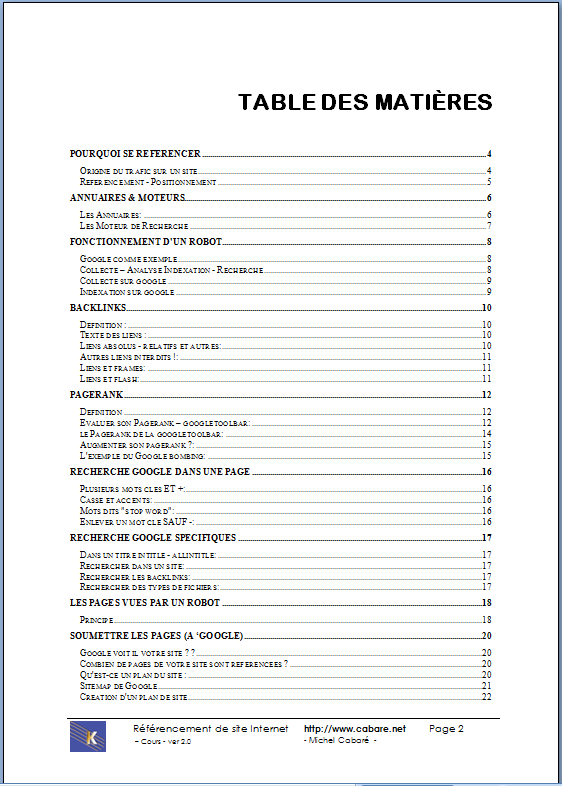 TABLE DES MATIÈRES
POURQUOI SE REFERENCER 4
ORIGINE DU TRAFIC SUR UN SITE 4
REFERENCEMENT - POSITIONNEMENT 5
ANNUAIRES & MOTEURS 6
LES ANNUAIRES: 6
LES MOTEUR DE RECHERCHE 7
FONCTIONNEMENT D'UN ROBOT 8
GOOGLE COMME EXEMPLE 8
COLLECTE – ANALYSE INDEXATION - RECHERCHE 8
COLLECTE SUR GOOGLE 9
INDEXATION SUR GOOGLE 9
BACKLINKS 10
DEFINITION : 10
TEXTE DES LIENS : 10
LIENS ABSOLUS - RELATIFS ET AUTRES: 10
AUTRES LIENS INTERDITS !: 11
LIENS ET FRAMES: 11
LIENS ET FLASH: 11
PAGERANK 12
DEFINITION 12
EVALUER SON PAGERANK – GOOGLETOOLBAR: 12
LE PAGERANK DE LA GOOGLETOOLBAR: 14
AUGMENTER SON PAGERANK ?: 15
L'EXEMPLE DU GOOGLE BOMBING: 15
RECHERCHE GOOGLE DANS UNE PAGE 16
PLUSIEURS MOTS CLES ET +: 16
CASSE ET ACCENTS: 16
MOTS DITS "STOP WORD": 16
ENLEVER UN MOT CLE SAUF -: 16
RECHERCHE GOOGLE SPECIFIQUES 17
DANS UN TITRE INTITLE - ALLINTITLE: 17
RECHERCHER DANS UN SITE: 17
RECHERCHER LES BACKLINKS: 17
RECHERCHER DES TYPES DE FICHIERS: 17
LES PAGES VUES PAR UN ROBOT 18
PRINCIPE 18
SOUMETTRE LES PAGES (A ‘GOOGLE) 20
GOOGLE VOIT IL VOTRE SITE ? ? 20
COMBIEN DE PAGES DE VOTRE SITE SONT REFERENCEES ? 20
QU'EST-CE UN PLAN DU SITE : 20
SITEMAP DE GOOGLE 21
CREATION D'UN PLAN DE SITE 22
K
Référencement de site Internet http://www.cabare.net Page 2
– Cours - ver 2.0 - Michel Cabaré -